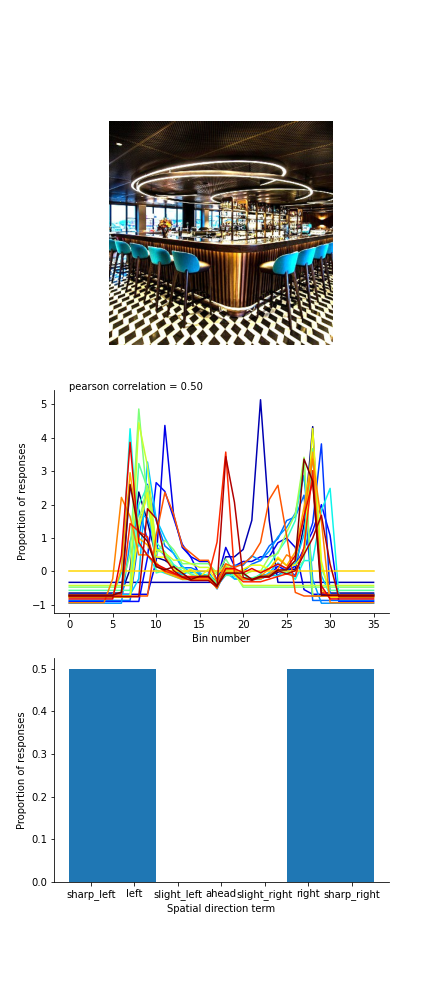 pearson correlation = 0.50
5
4
3
2
1
0
−1
Proportion of responses
0 5 10 15 20 25 30 35
Bin number
0.5
0.4
0.3
0.2
0.1
0.0
Proportion of responses
sharp_left left slight_left ahead slight_right right sharp_right
Spatial direction term